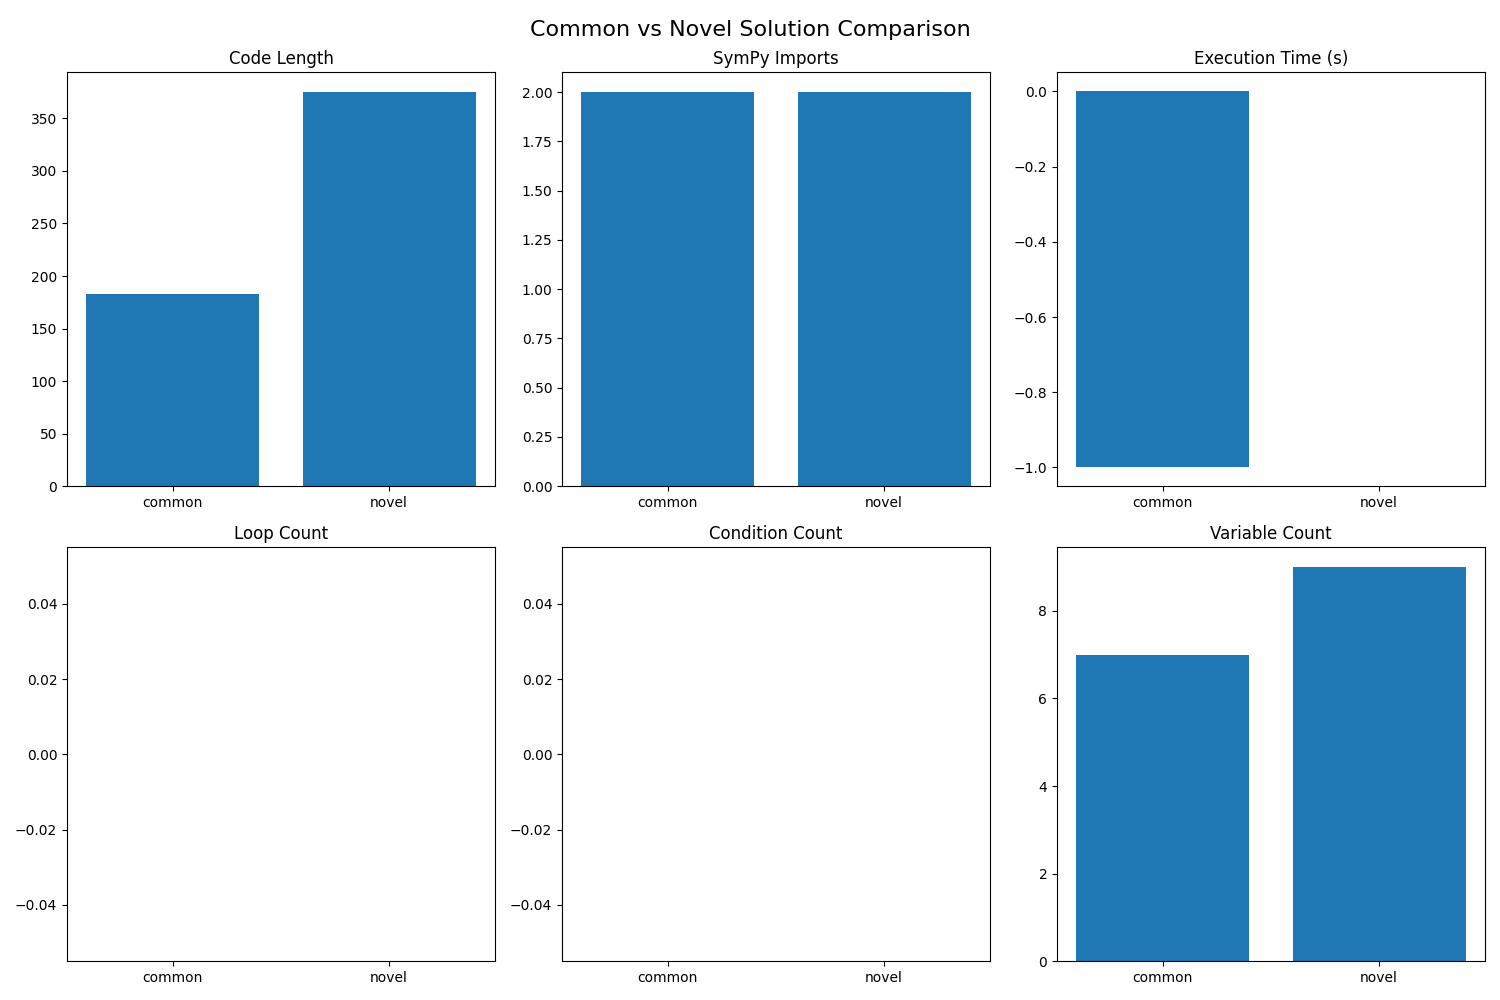 Common vs Novel Solution Comparison
Code Length
350
300
250
200
150
100
50
0
common novel
SymPy Imports
2.00
1.75
1.50
1.25
1.00
0.75
0.50
0.25
0.00
common novel
Execution Time (s)
0.0
−0.2
−0.4
−0.6
−0.8
−1.0
common novel
Loop Count
0.04
0.02
0.00
−0.02
−0.04
common novel
Condition Count
0.04
0.02
0.00
−0.02
−0.04
common novel
Variable Count
8
6
4
2
0
common novel